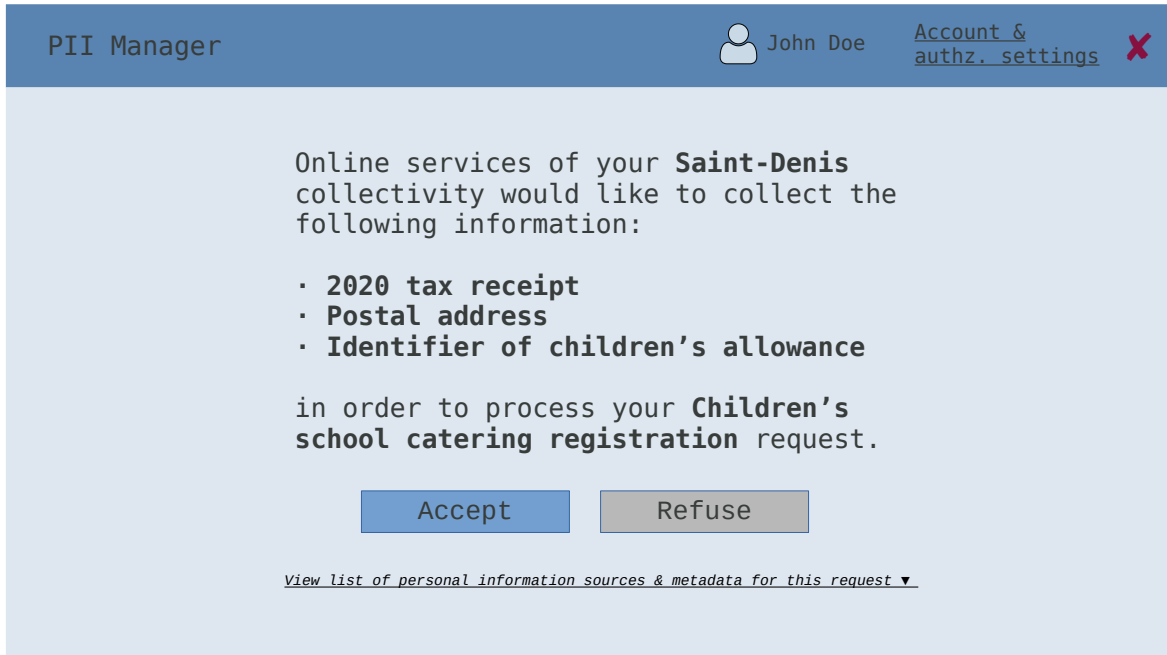 PII Manager
John Doe
Account &
authz. settings
✘
Online services of your Saint-Denis
collectivity would like to collect the
following information:
· 2020 tax receipt
· Postal address
· Identifier of children’s allowance
in order to process your Children’s
school catering registration request.
Accept
Refuse
View list of personal information sources & metadata for this request ▼